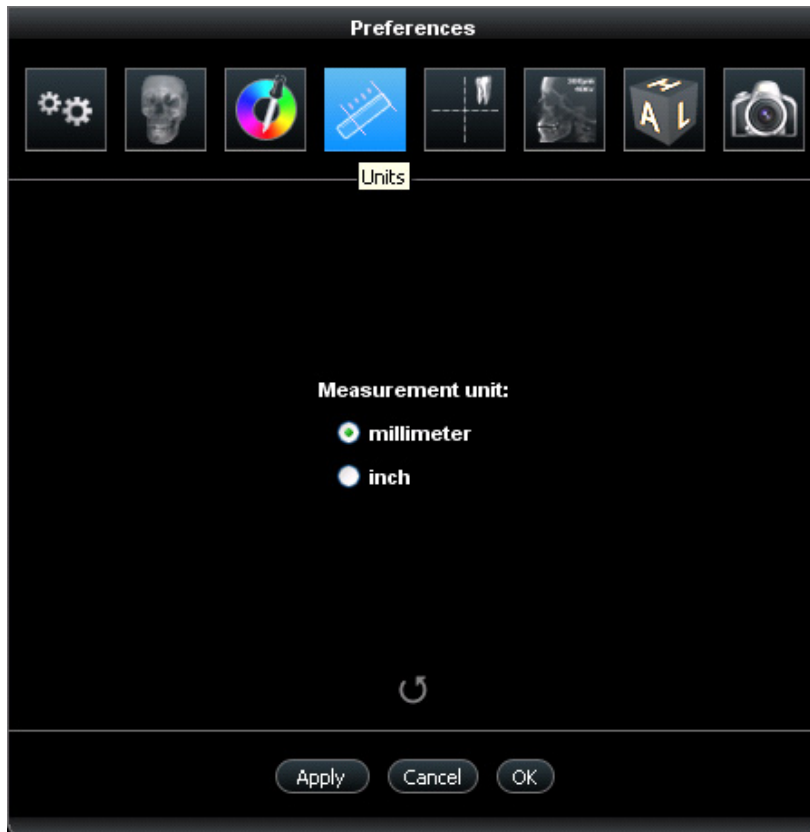 Preferences
H
A L
Units
Measurement unit:
millimeter
inch
Apply Cancel OK